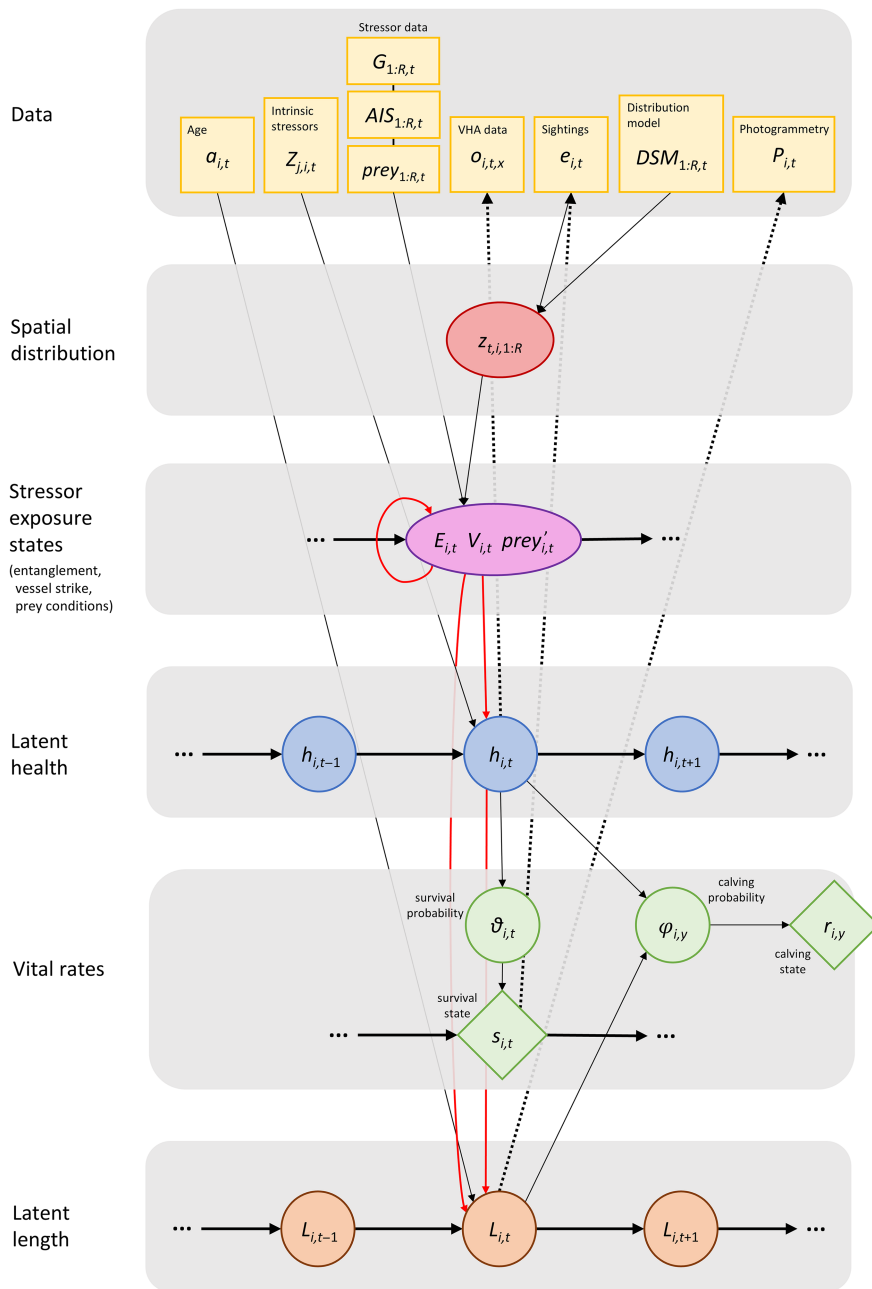 Stressor data
G1:R,t
Data
AIS1:R,t
Age
ai,t
Intrinsic
stressors
Zj,i,t
prey1:R,t
VHA data
oi,t,x
Sightings
ei,t
Distribution
model
DSM1:R,t
Photogrammetry
Pi,t
Spatial
distribution
zt,i,1:R
Stressor
exposure
states
(entanglement,
vessel strike,
prey conditions)
...
Ei,t Vi,t prey′i,t
...
Latent
health
...
hi,t−1
hi,t
hi,t+1
...
Vital rates
survival
probability
ϑi,t
φi,y
calving
probability
ri,y
calving
state
survival
state
...
si,t
...
Latent
length
...
Li,t−1
Li,t
Li,t+1
...